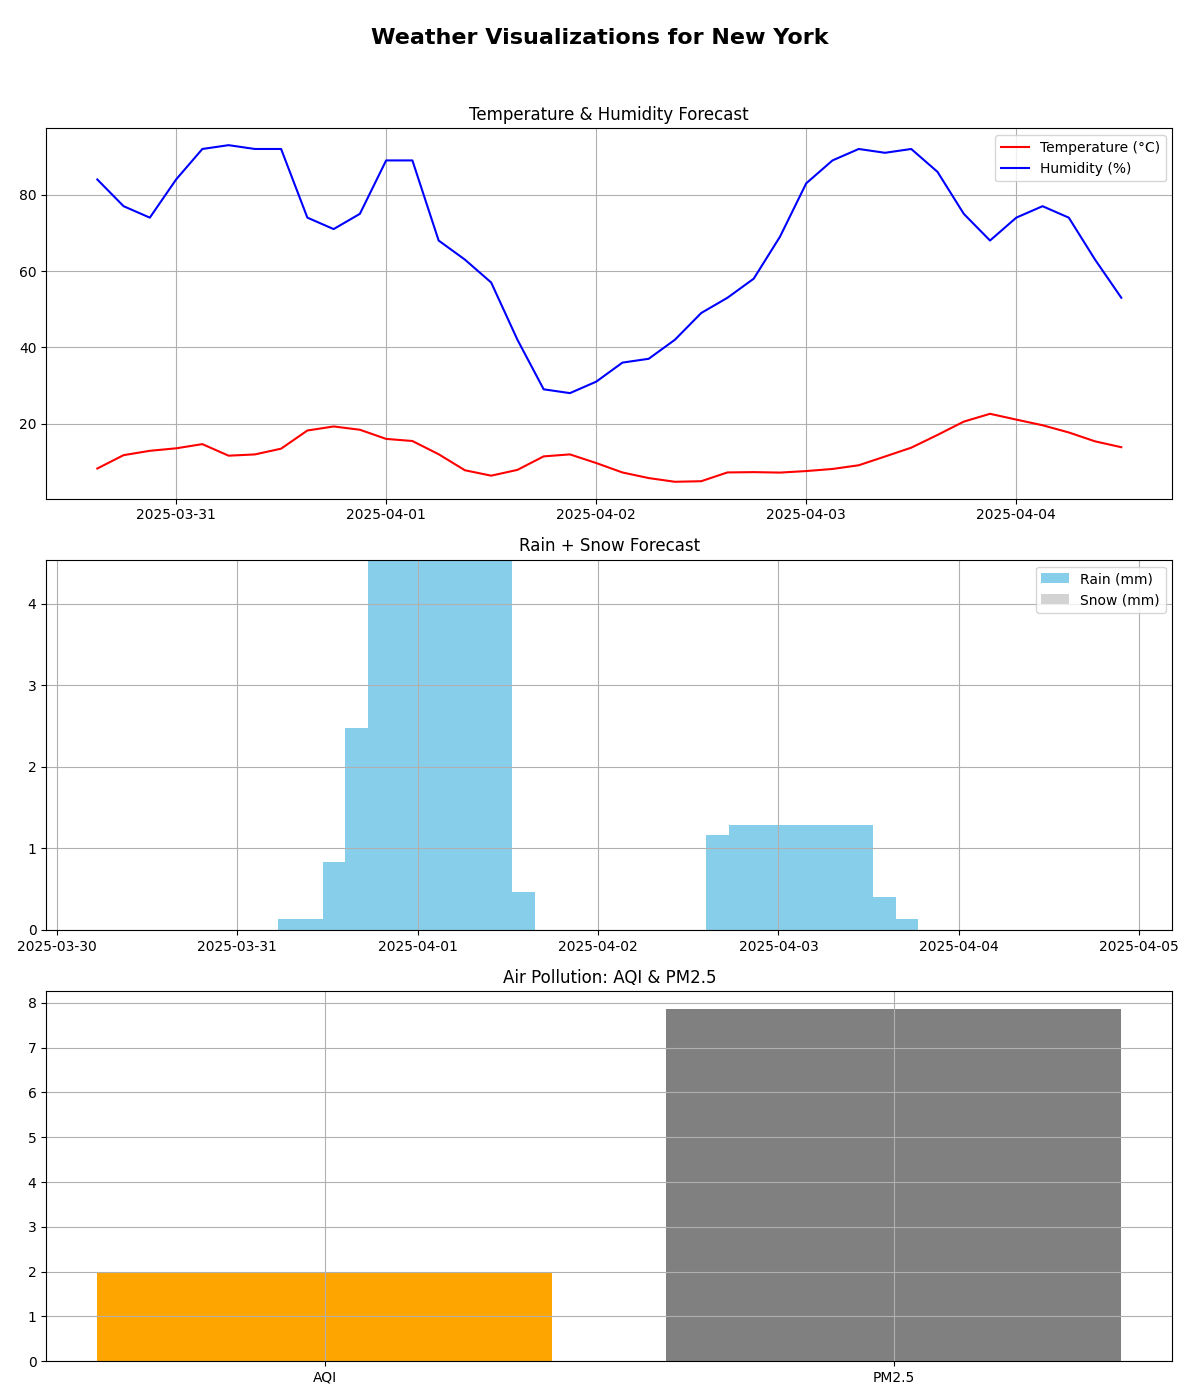 Weather Visualizations for New York
Temperature & Humidity Forecast
Temperature (°C)
Humidity (%)
80
60
40
20
2025-03-31 2025-04-01 2025-04-02 2025-04-03 2025-04-04
Rain + Snow Forecast
Rain (mm)
Snow (mm)
4
3
2
1
0
2025-03-30 2025-03-31 2025-04-01 2025-04-02 2025-04-03 2025-04-04 2025-04-05
Air Pollution: AQI & PM2.5
8
7
6
5
4
3
2
1
0
AQI PM2.5